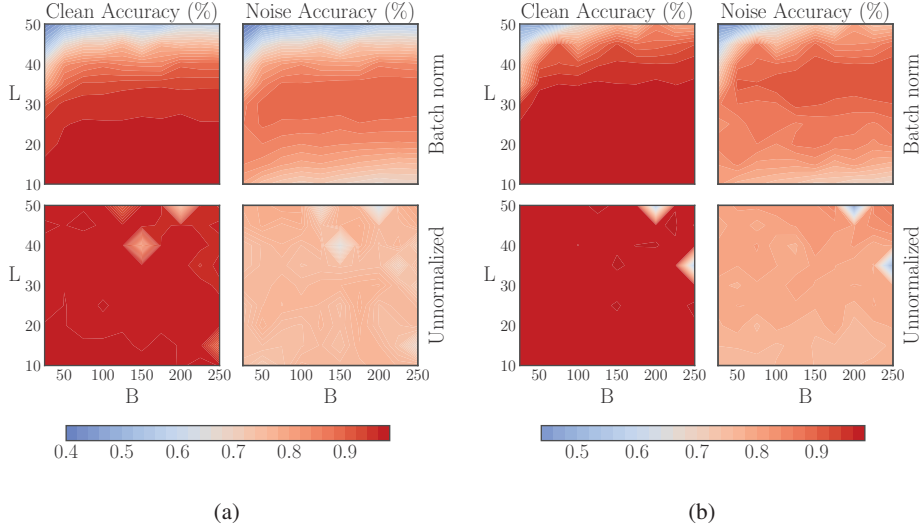 Clean Accuracy (%) Noise Accuracy (%) Clean Accuracy (%) Noise Accuracy (%)
50 50
40 40
L Batch norm L Batch norm
30 30
20 20
10 10
50 50
40 40
L Unnormalized L Unnormalized
30 30
20 20
10 10
50 100 150 200 250 50 100 150 200 250 50 100 150 200 250 50 100 150 200 250
B B B B
0.4 0.5 0.6 0.7 0.8 0.9 0.5 0.6 0.7 0.8 0.9
(a) (b)